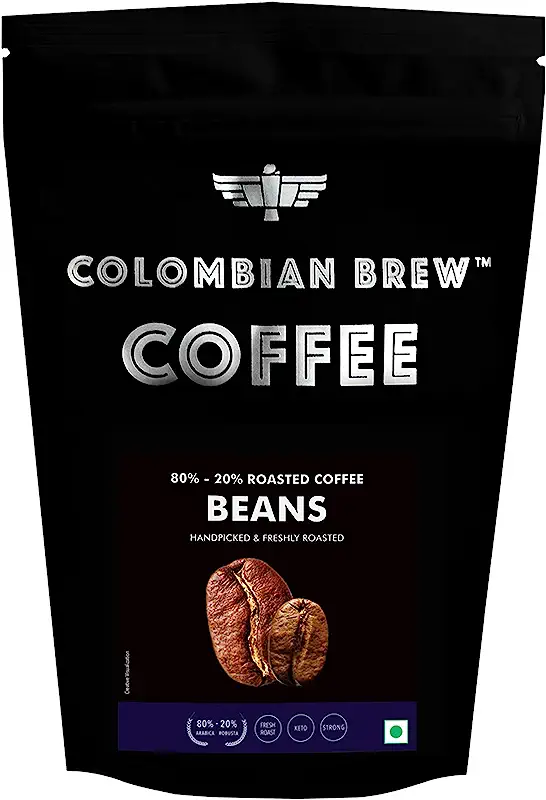 COLOMBIAN BREW™
COFFEE
80% - 20% ROASTED COFFEE
BEANS
HANDPICKED & FRESHLY ROASTED
Creative Visualization
80% - 20%
ARABICA ROBUSTA
FRESH
ROAST
KETO
STRONG